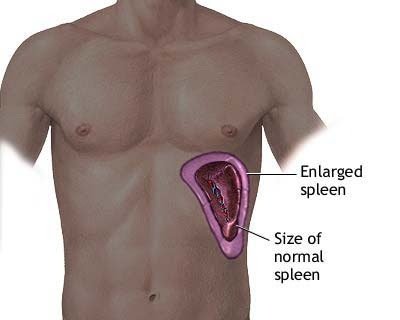 Enlarged
spleen
Size of
normal
spleen